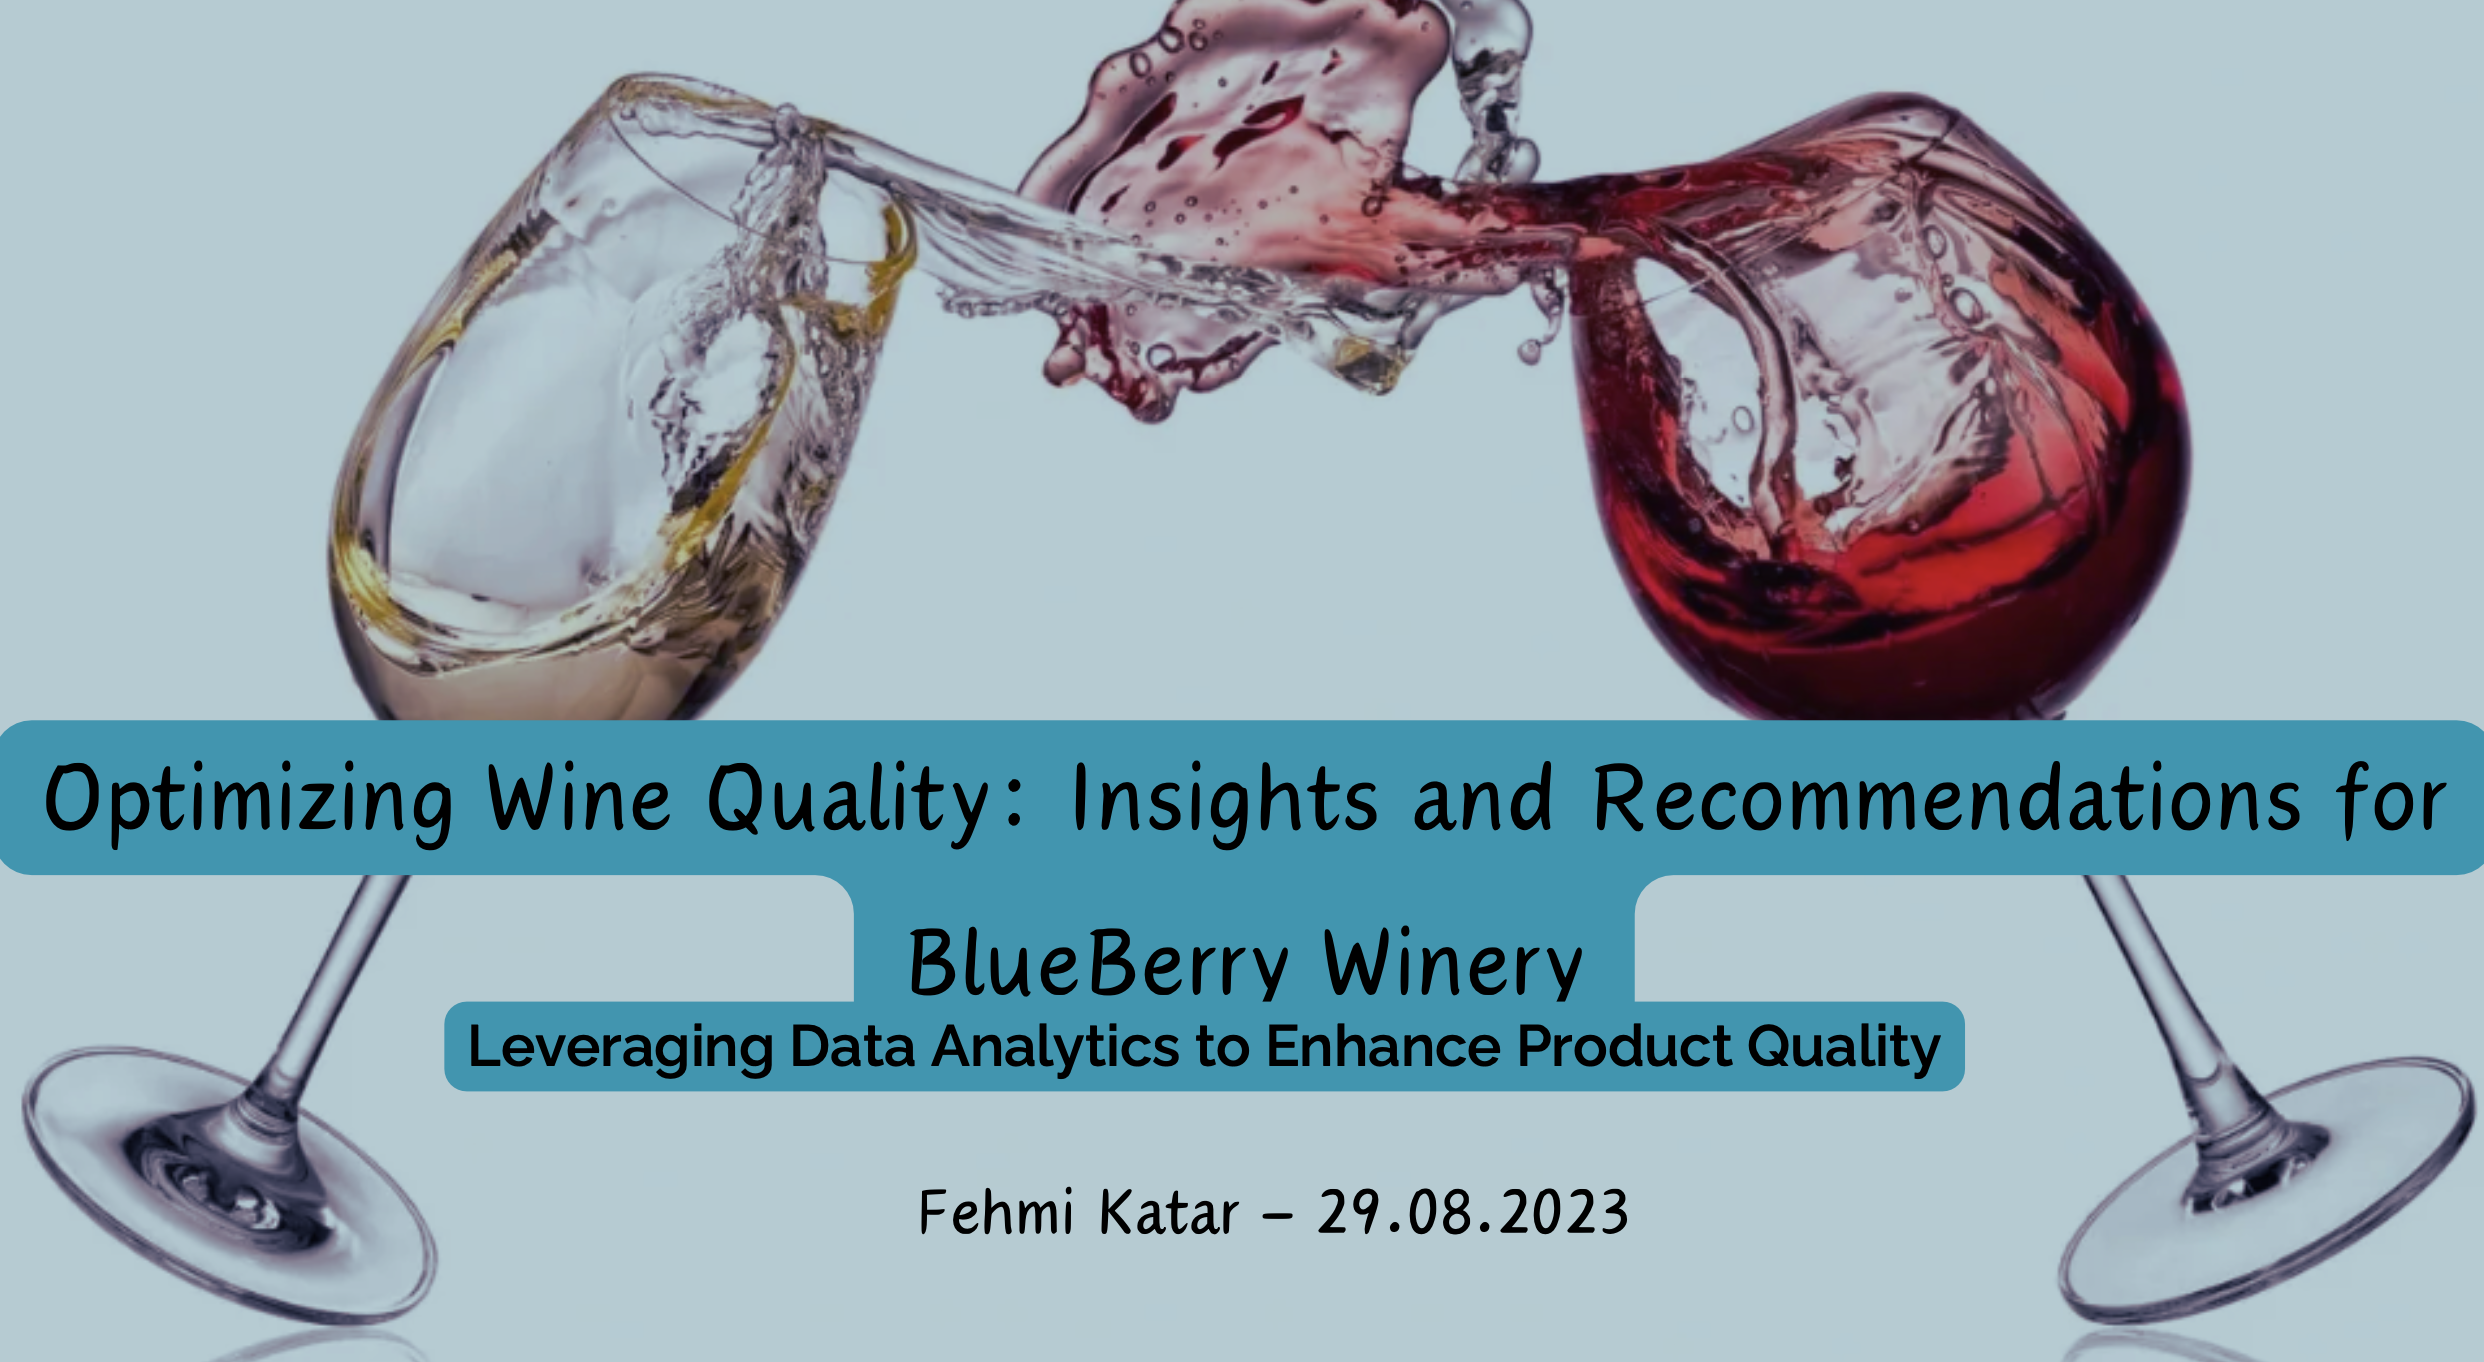 Optimizing Wine Quality: Insights and Recommendations for
BlueBerry Winery
Leveraging Data Analytics to Enhance Product Quality
Fehmi Katar – 29.08.2023